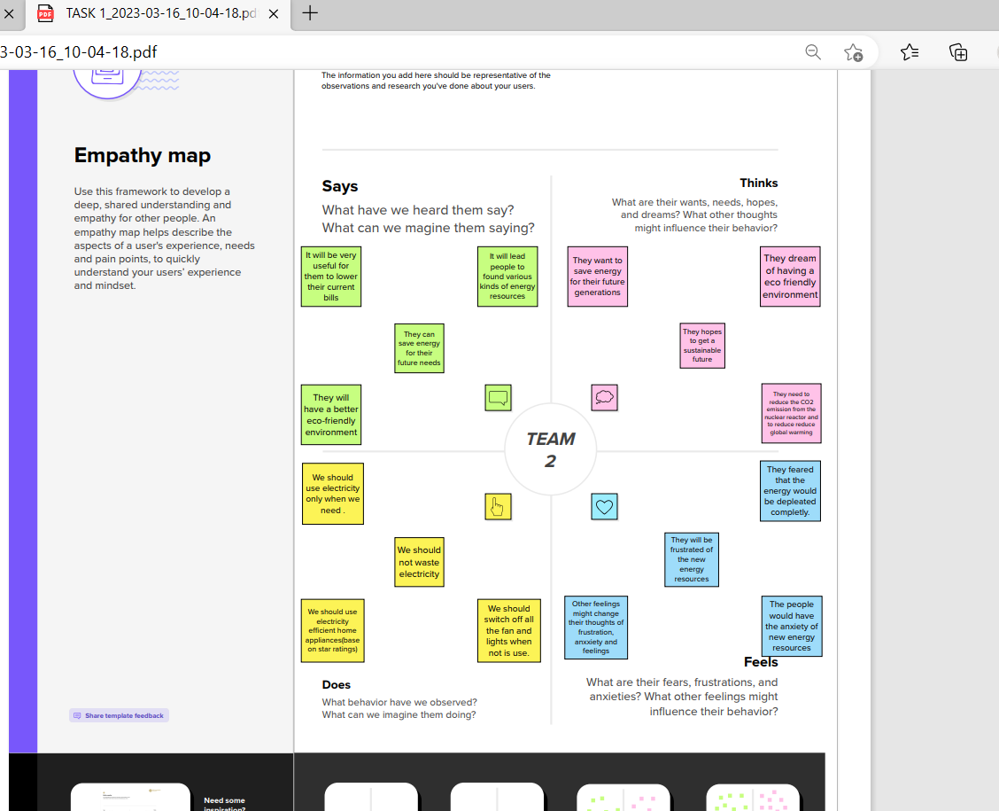 PDF
TASK 1_2023-03-16_10-04-18.pd
3-03-16_10-04-18.pdf
The information you add here should be representative of the
observations and research you've done about your users.
Empathy map
Use this framework to develop a
deep, shared understanding and
empathy for other people. An
empathy map helps describe the
aspects of a user's experience, needs
and pain points, to quickly
understand your users' experience
and mindset.
Says
What have we heard them say?
What can we magine them saying?
Thinks
What are their wants, needs, hopes,
and dreams? What other thoughts
might influence their behavior?
It will be very
useful for
them to lower
their current
bills
It will lead
people to
found various
kinds of energy
resources
They can
save energy
for their
future needs
They will
have a better
eco-friendly
environment
They want to
save energy
for their future
generations
They dream
of having a
eco friendly
environment
They hopes
to get a
sustainable
future
They need to
reduce the CO2
emission from the
nuclear reactor and
to reduce reduce
global warming
TEAM
2
We should
use electricity
only when we
need .
We should
not waste
electricity
We should use
electricity
efficient home
appliances(base
on star ratings)
We should
switch off all
the fan and
lights when
not is use.
They feared
that the
energy would
be depleated
completly.
They will be
frustrated of
the new
energy
resources
Other feelings
might change
their thoughts of
frustration,
anxxiety and
feelings
The people
would have
the anxiety of
new energy
resources
Does
What behavior have we observed?
What can we imagine them doing?
Feels
What are their fears, frustrations, and
anxieties? What other feelings might
influence their behavior?
Share template feedback
Need some
inspiration?